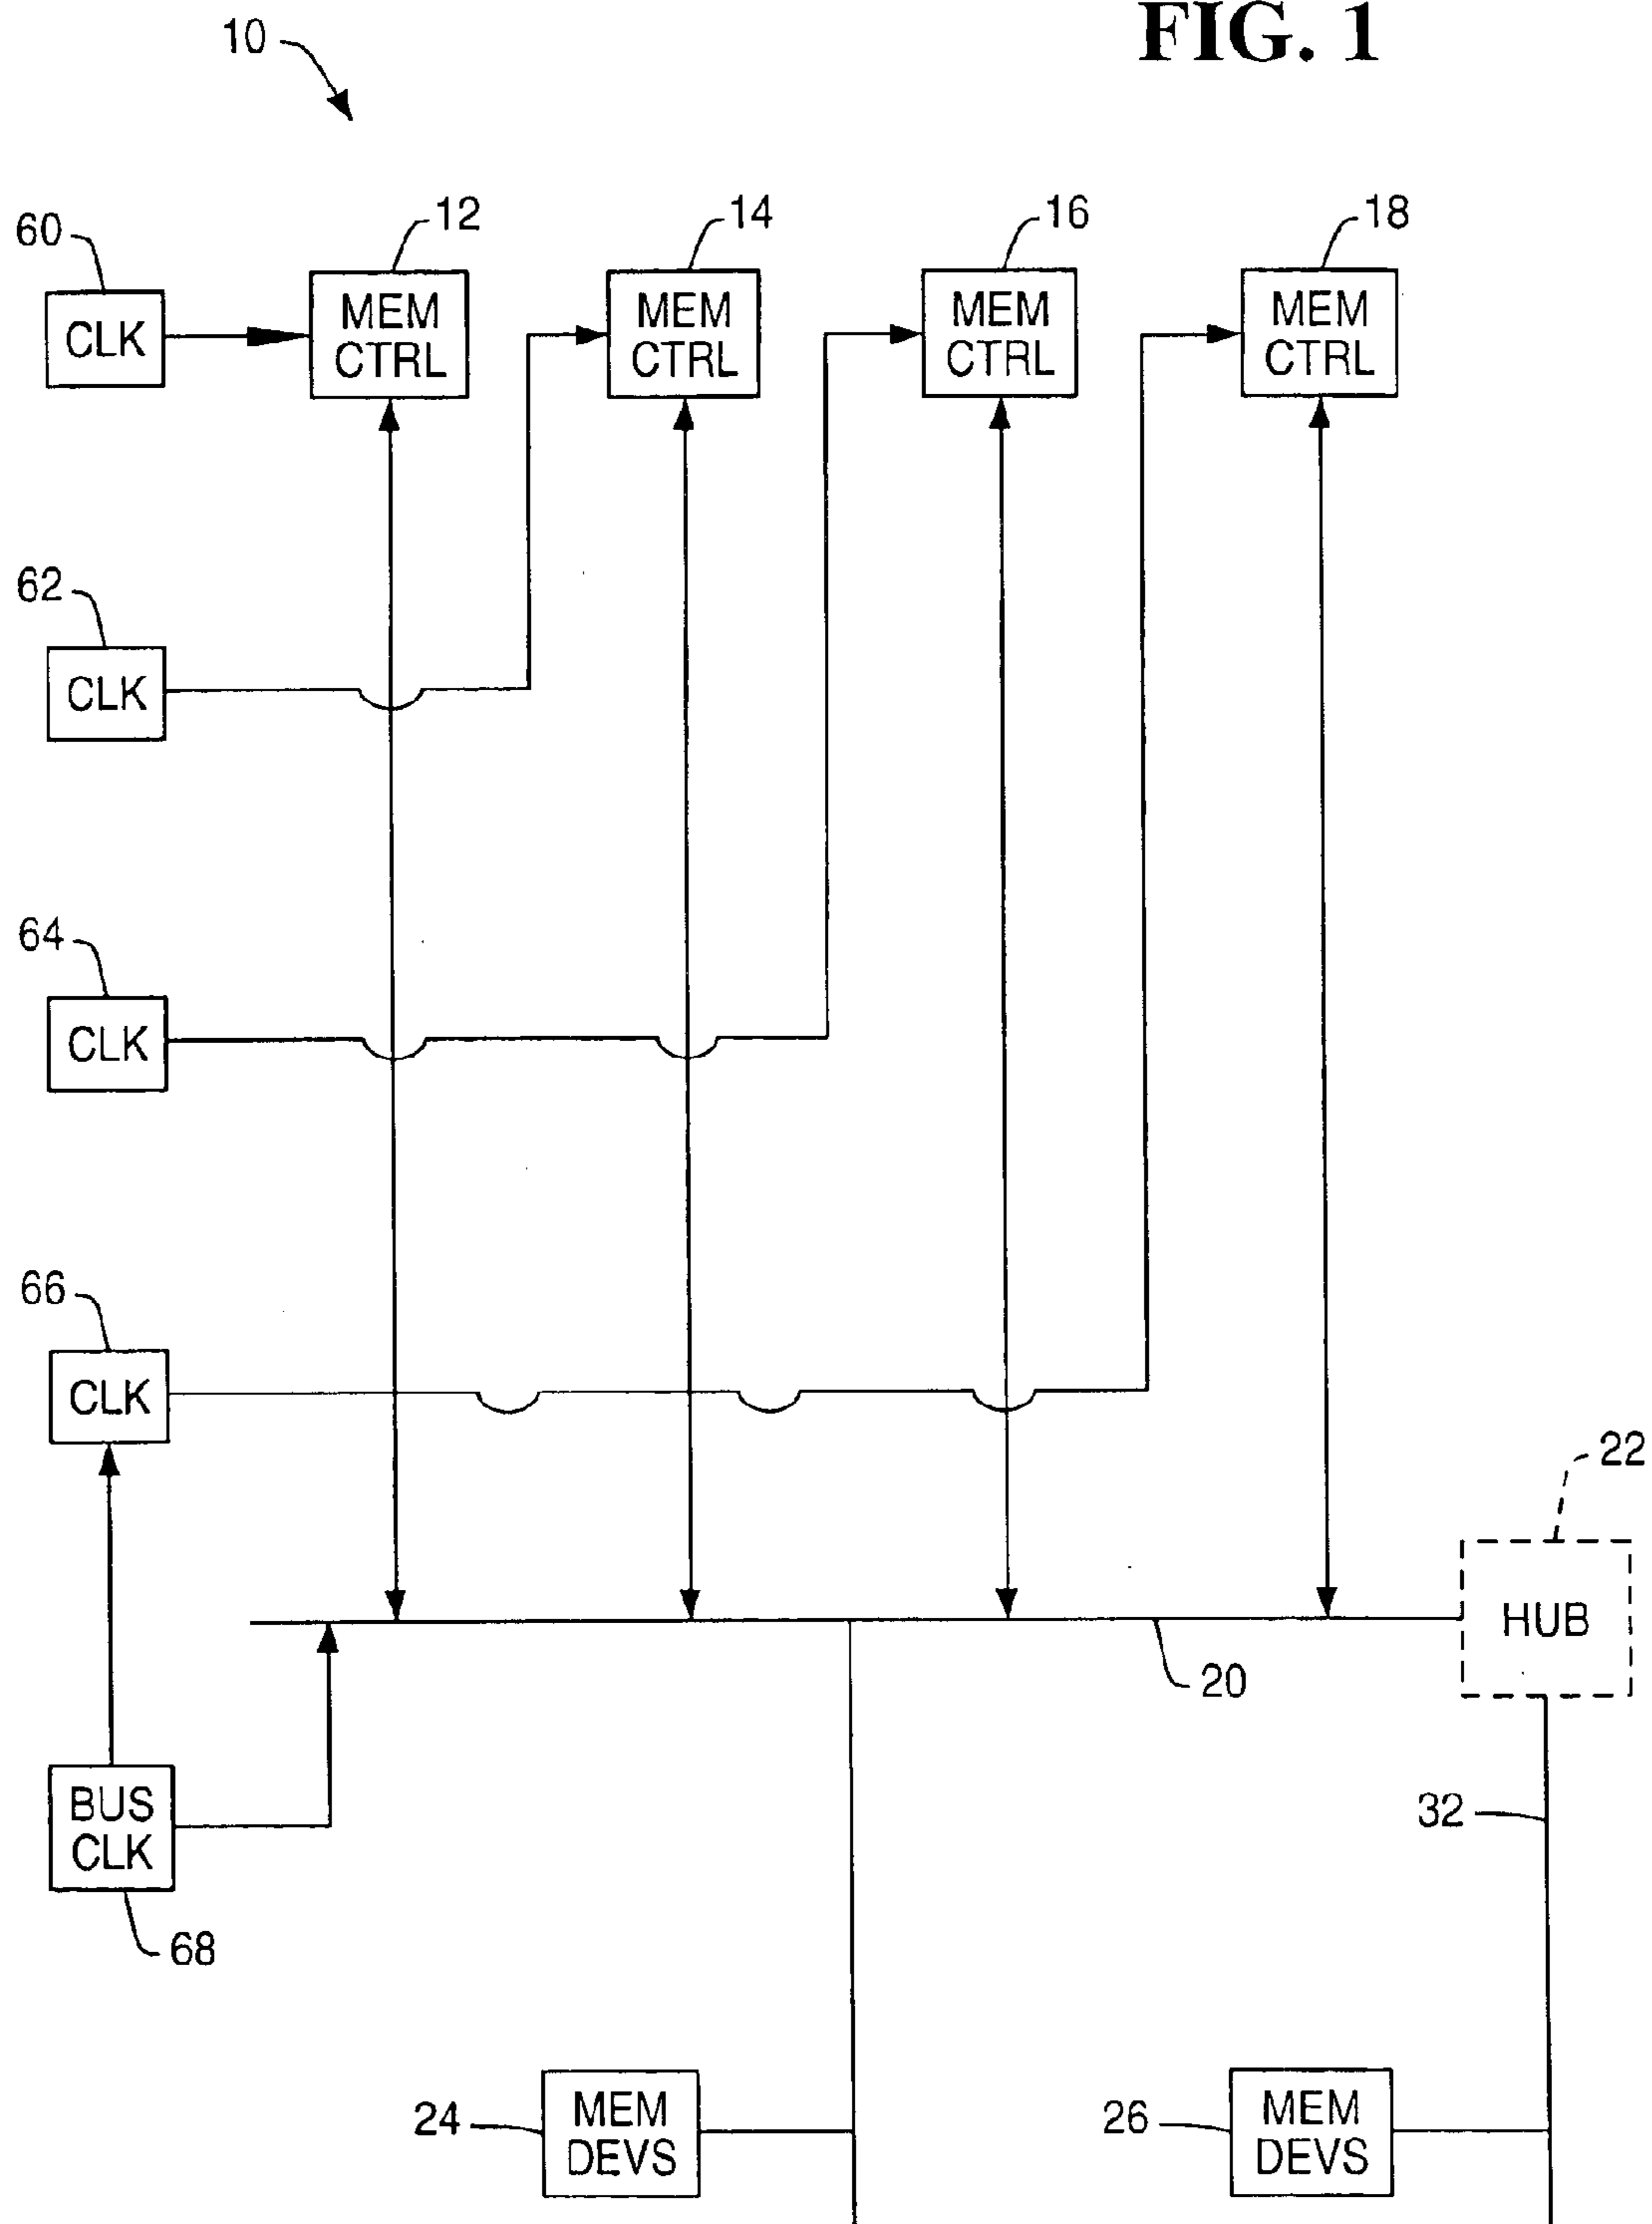 FIG. 1
10
12
14
16
18
60
CLK
MEM
CTRL
MEM
CTRL
MEM
CTRL
MEM
CTRL
62
CLK
64
CLK
66
CLK
22
HUB
20
BUS
CLK
32
68
24
MEM
DEVS
26
MEM
DEVS